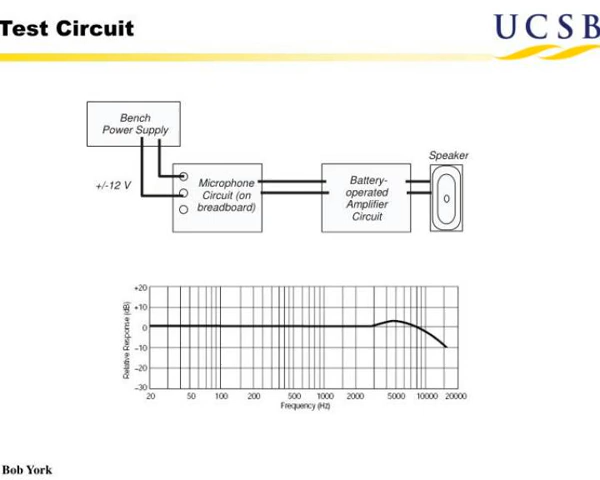 Test Circuit
UCSB
Bench
Power Supply
+/-12 V
Microphone
Circuit (on
breadboard)
Battery-
operated
Amplifier
Circuit
Speaker
Relative Response (dB)
+20
+10
0
-10
-20
-30
20 50 100 200 500 1000 2000 5000 10000 20000
Frequency (Hz)
Bob York